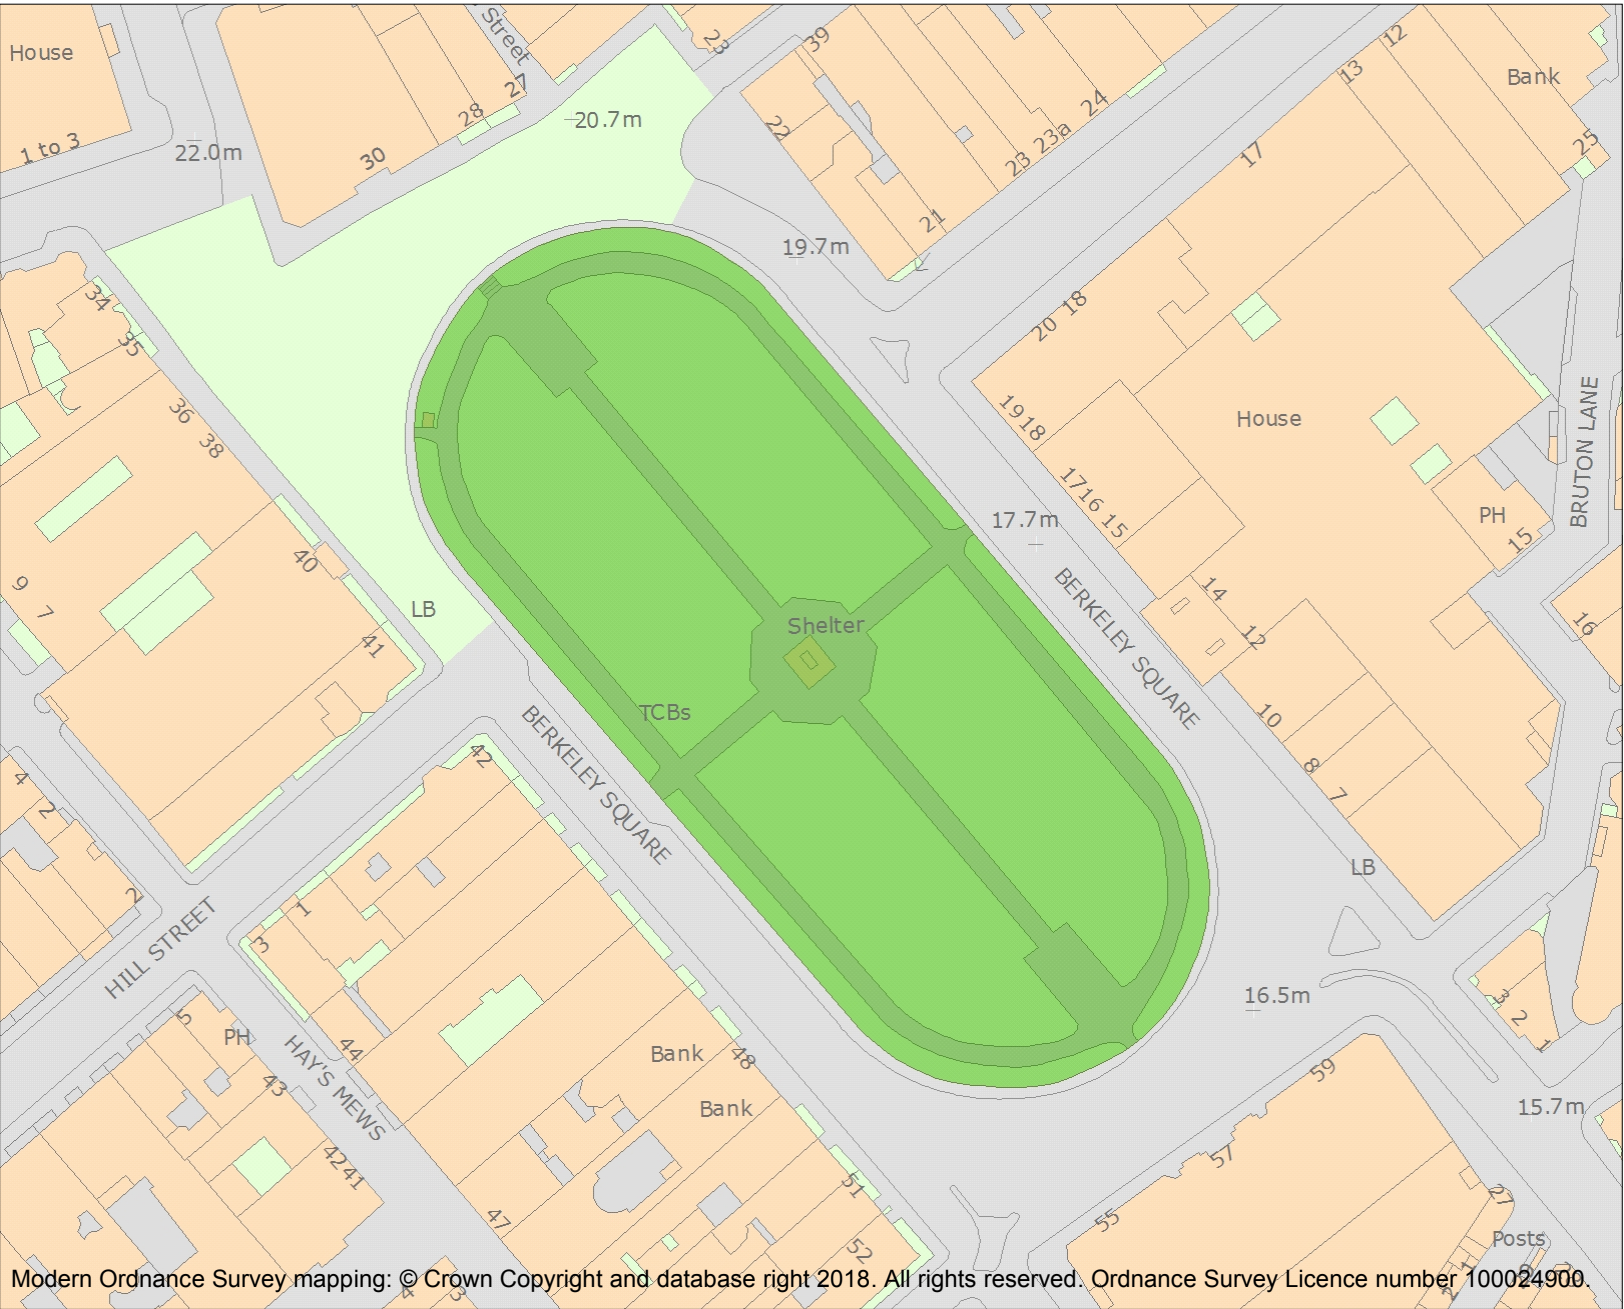 House
Street
23
39
12
13
Bank
27
28
20.7m
22
24
23a
23
25
1 to 3
22.0m
30
17
21
19.7m
34
35
20
18
36
38
1918
House
BRUTON LANE
1716
15
17.7m
PH
15
40
9
7
LB
14
BERKELEY SQUARE
12
16
41
Shelter
TCBs
10
42
BERKELEY SQUARE
8
7
4
2
2
LB
1
3
HILL STREET
16.5m
3
2
1
5
PH
HAY'S MEWS
44
43
Bank
48
Bank
59
15.7m
4241
57
51
27
47
55
52
Posts
Modern Ordnance Survey mapping: © Crown Copyright and database right 2018. All rights reserved. Ordnance Survey Licence number 100024900.